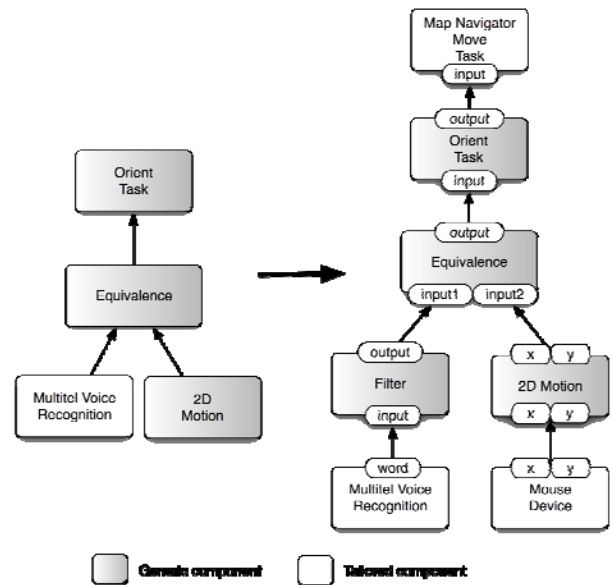 Orient
Task
Equivalence
Multitel Voice
Recognition
2D
Motion
Map Navigator
Move
Task
input
output
Orient
Task
input
output
Equivalence
input1 input2
output
Filter
input
word
Multitel Voice
Recognition
x y
2D Motion
x y
x y
Mouse
Device
Generic component
Tailored component